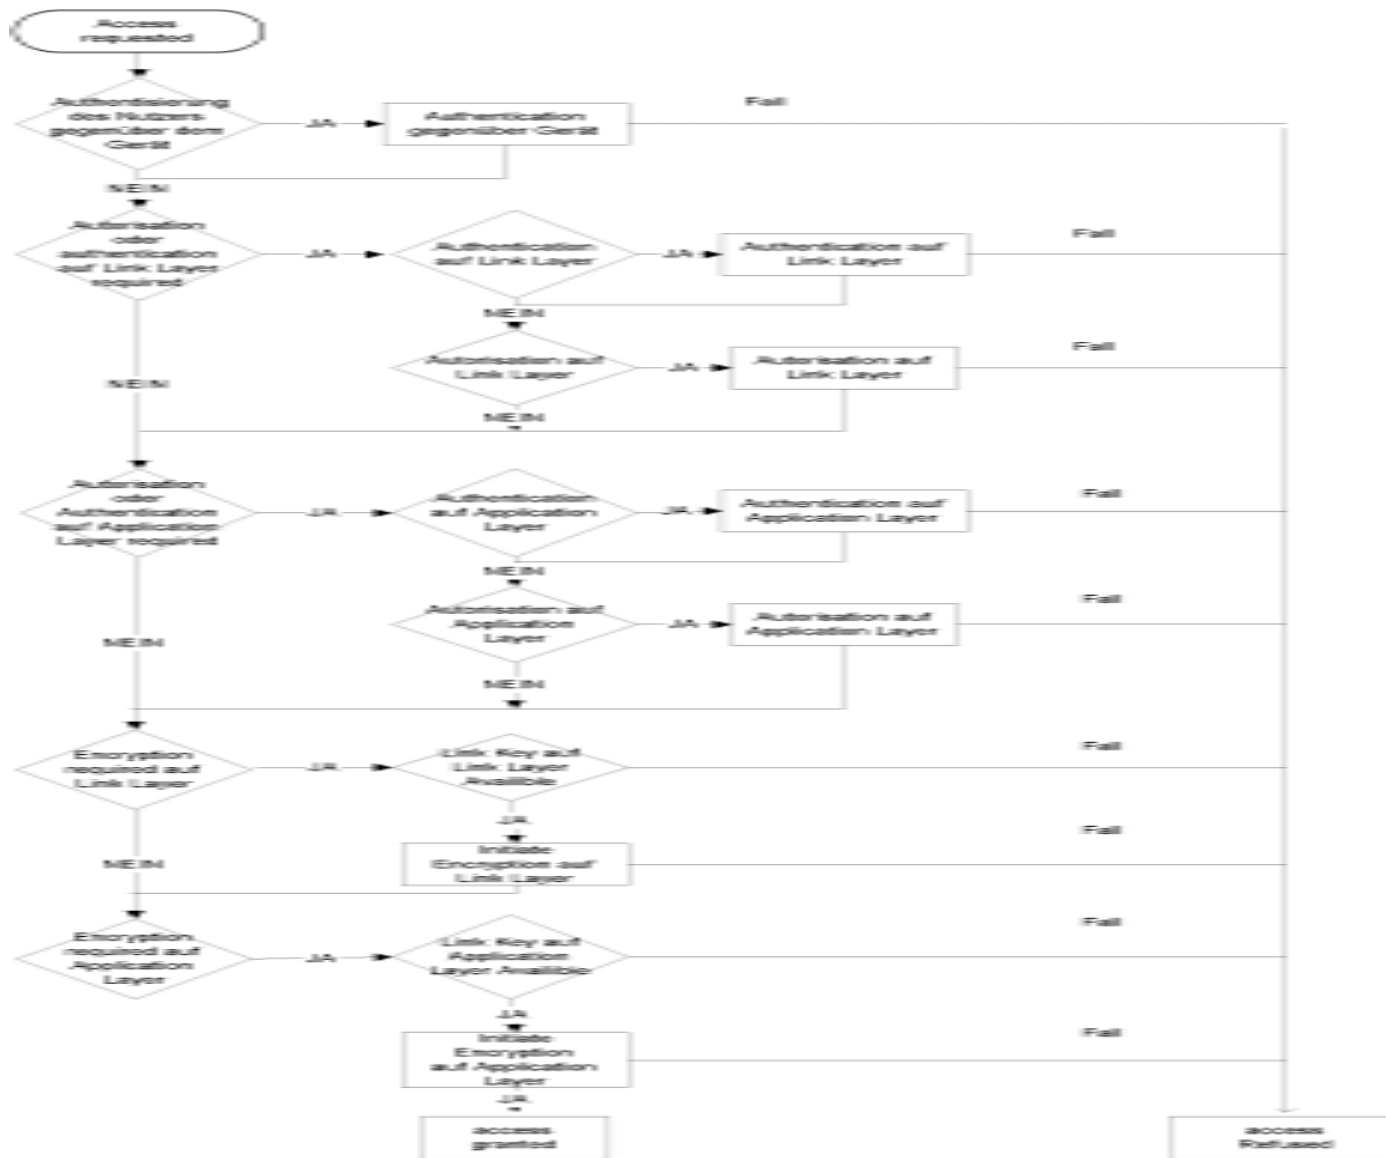 Access
requested
Authentisierung
des Nutzers
gegenüber dem
Gerät
JA
Authentication
gegenüber Gerät
Fail
NEIN
Autorisation
oder
authentication
auf Link Layer
required
JA
Authentication
auf Link Layer
JA
Authentication auf
Link Layer
Fail
NEIN
Autorisation auf
Link Layer
JA
Autorisation auf
Link Layer
Fail
NEIN
NEIN
Autorisation
oder
Authentication
auf Application
Layer required
JA
Authentication
auf Application
Layer
JA
Authentication auf
Application Layer
Fail
NEIN
Autorisation auf
Application
Layer
JA
Autorisation auf
Application Layer
Fail
NEIN
NEIN
Encryption
required auf
Link Layer
JA
Link Key auf
Link Layer
Availible
Fail
JA
Initiate
Encryption auf
Link Layer
Fail
NEIN
Encryption
required auf
Application
Layer
JA
Link Key auf
Application
Layer Availible
Fail
JA
Initiate
Encryption
auf Application
Layer
Fail
JA
access
granted
access
Refused